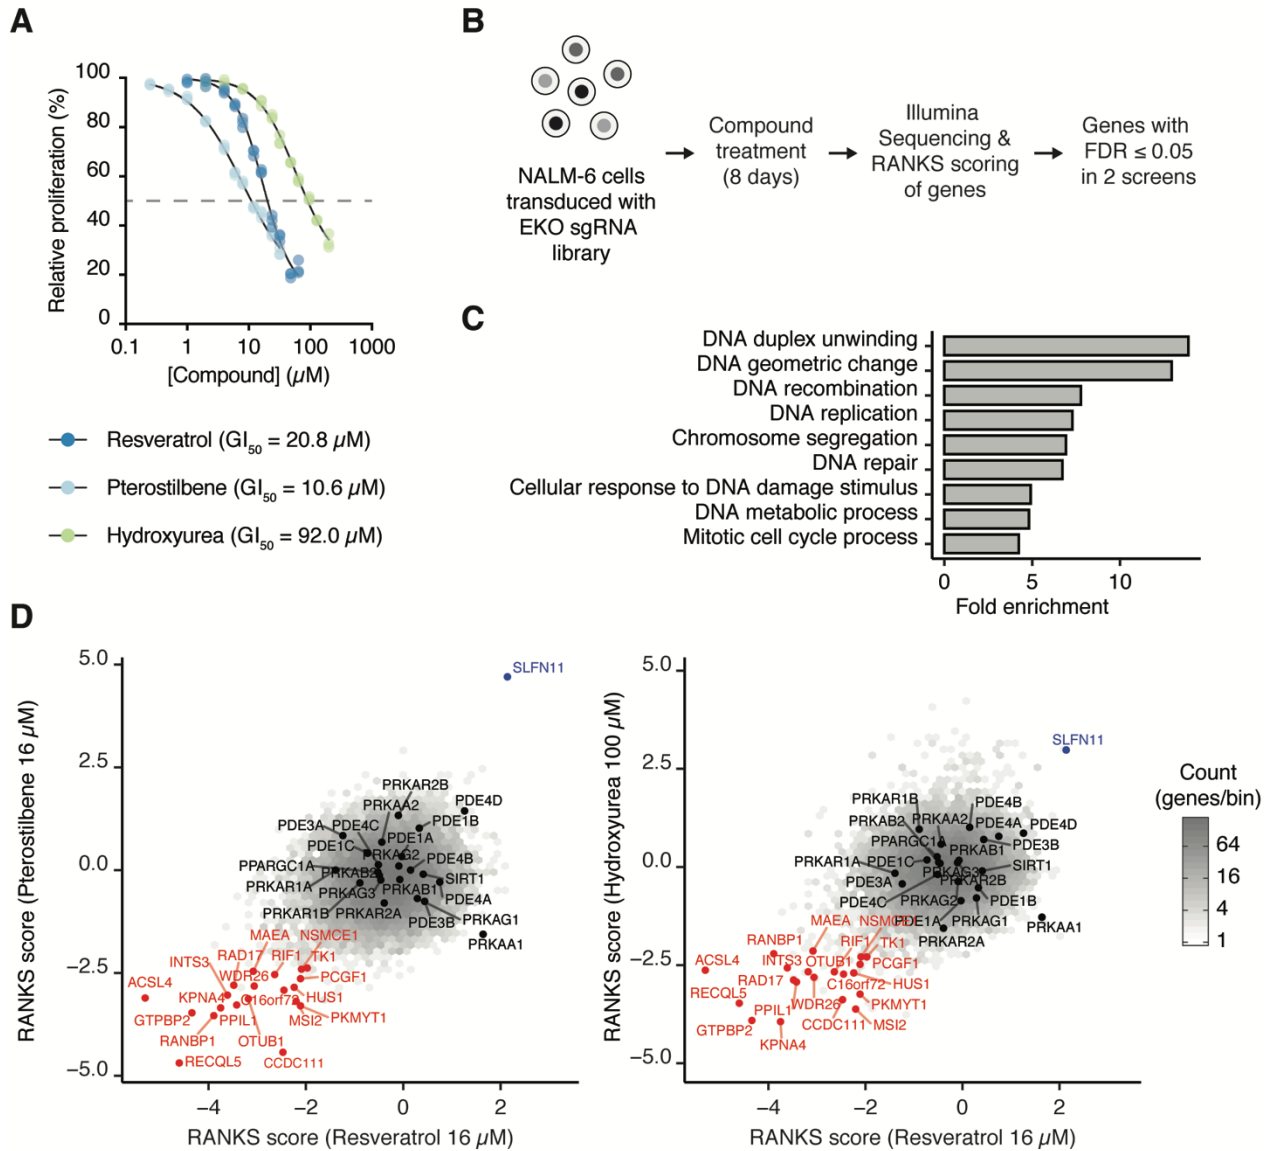 A
Relative proliferation (%)
100
80
60
40
20
0
0.1
1
10
100
1000
[Compound] (µM)
Resveratrol (GI50 = 20.8 µM)
Pterostilbene (GI50 = 10.6 µM)
Hydroxyurea (GI50 = 92.0 µM)
B
NALM-6 cells
transduced with
EKO sgRNA
library
Compound
treatment
(8 days)
Illumina
Sequencing &
RANKS scoring
of genes
Genes with
FDR ≤ 0.05
in 2 screens
C
DNA duplex unwinding
DNA geometric change
DNA recombination
DNA replication
Chromosome segregation
DNA repair
Cellular response to DNA damage stimulus
DNA metabolic process
Mitotic cell cycle process
0
5
10
Fold enrichment
D
RANKS score (Pterostilbene 16 µM)
5.0
2.5
0.0
−2.5
−5.0
SLFN11
PRKAR2B
PRKAA2
PDE4D
PDE3A
PDE4C
PDE1B
PDE1C
PDE1A
PRKAG2
PDE4B
PPARGC1A
PRKAB2
SIRT1
PRKAR1A
PRKAG3
PRKAB1
PDE4A
PRKAR1B
PRKAR2A
PDE3B
PRKAG1
PRKAA1
MAEA
NSMCE1
RAD17
RIF1
TK1
INTS3
WDR26
PCGF1
ACSL4
KPNA4
C16orf72
HUS1
GTPBP2
PPIL1
MSI2
PKMYT1
RANBP1
OTUB1
RECQL5
CCDC111
−4
−2
0
2
RANKS score (Resveratrol 16 µM)
RANKS score (Hydroxyurea 100 µM)
5.0
2.5
0.0
−2.5
−5.0
SLFN11
PRKAR1B
PDE4B
PRKAB2
PRKAA2
PDE4A
PDE4D
PPARGC1A
PRKAB1
PDE3B
PRKAR1A
PDE1C
SIRT1
PRKAG3
PDE3A
PRKAR2B
PDE4C
PRKAG2
PDE1B
PDE1A
PRKAG1
PRKAA1
PRKAR2A
MAEA
NSMCE1
RANBP1
RIF1
TK1
ACSL4
INTS3
OTUB1
PCGF1
RAD17
C16orf72
HUS1
RECQL5
PPIL1
WDR26
PKMYT1
GTPBP2
CCDC111
MSI2
KPNA4
−4
−2
0
2
RANKS score (Resveratrol 16 µM)
Count
(genes/bin)
64
16
4
1